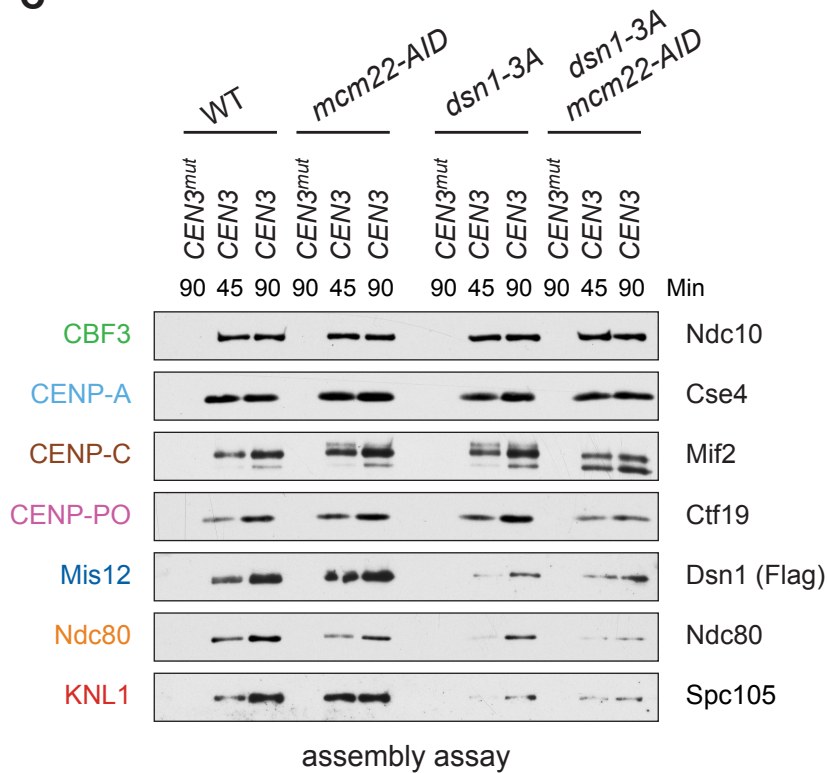 WT mcm22-AID dsn1-3A dsn1-3A mcm22-AID
CEN3mut CEN3 CEN3 CEN3mut CEN3 CEN3 CEN3mut CEN3 CEN3 CEN3mut CEN3 CEN3
90 45 90 90 45 90 90 45 90 90 45 90 Min
CBF3 Ndc10
CENP-A Cse4
CENP-C Mif2
CENP-PO Ctf19
Mis12 Dsn1 (Flag)
Ndc80 Ndc80
KNL1 Spc105
assembly assay